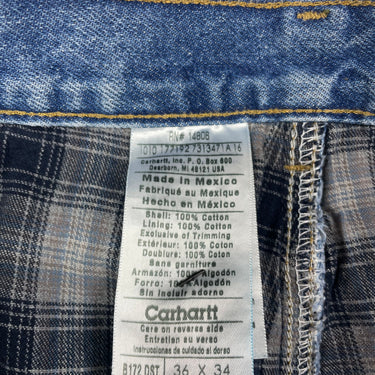 RN# 14806
1010 177192 7313471A16
Carhartt, Inc. P.O. Box 600
Dearborn, MI 48121 USA
Made in Mexico
Fabriqué au Mexique
Hecho en México
Shell: 100% Cotton
Lining: 100% Cotton
Exclusive of Trimming
Extérieur: 100% Coton
Doublure: 100% Coton
Sans garniture
Armazón: 100% Algodón
Forro: 100% Algodón
Sin incluir adorno
Carhartt
Care on reverse side
Entretien au verso
Instrucciones de cuidado al dorso
B172 DST 36 X 34